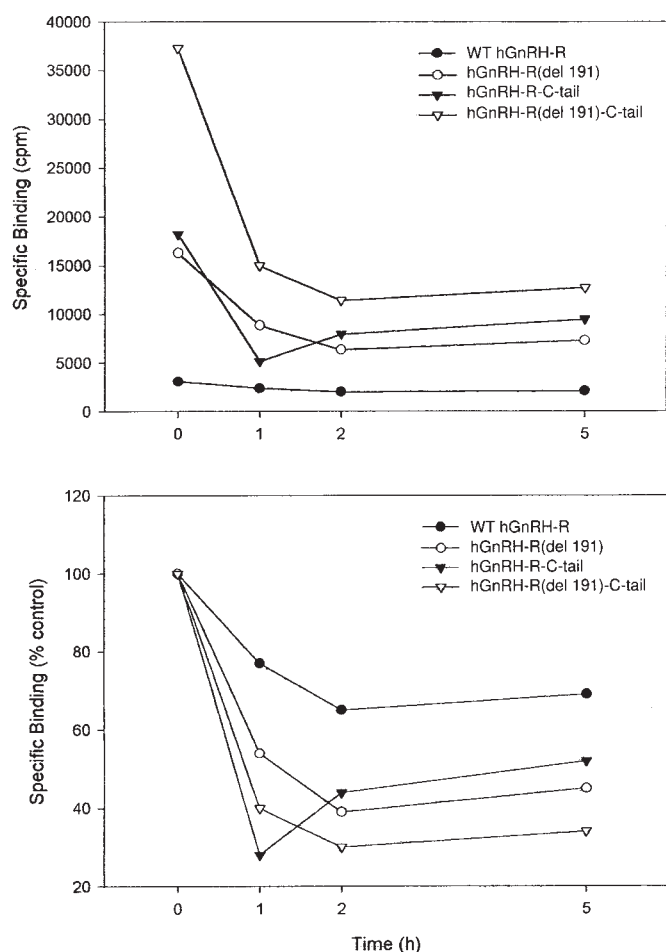 40000
35000
30000
25000
20000
15000
10000
5000
0
Specific Binding (cpm)
WT hGnRH-R
hGnRH-R(del 191)
hGnRH-R-C-tail
hGnRH-R(del 191)-C-tail
0 1 2 5
120
100
80
60
40
20
Specific Binding (% control)
WT hGnRH-R
hGnRH-R(del 191)
hGnRH-R-C-tail
hGnRH-R(del 191)-C-tail
0 1 2 5
Time (h)